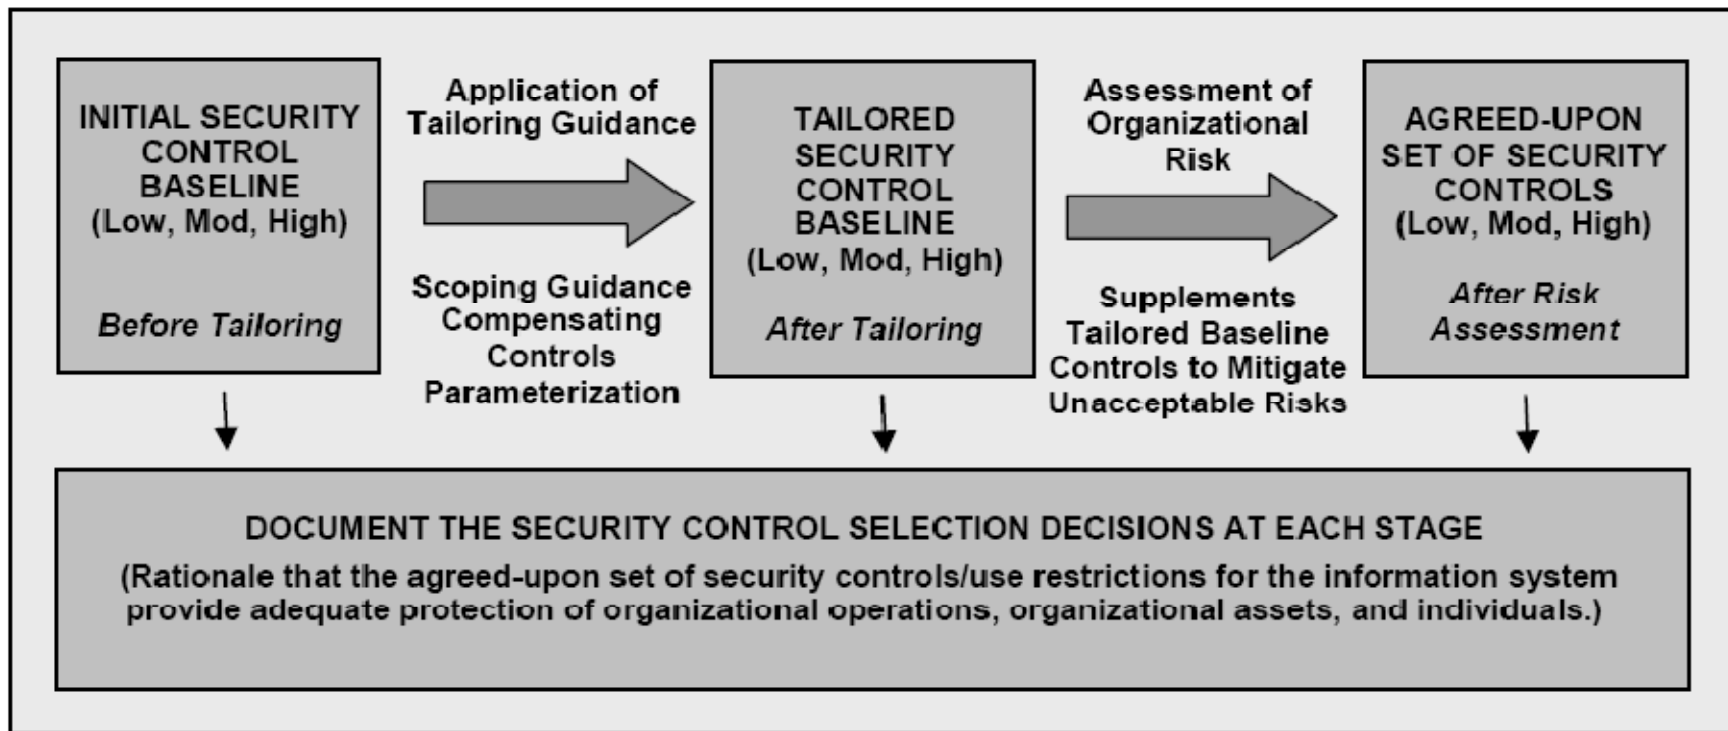 INITIAL SECURITY
CONTROL
BASELINE
(Low, Mod, High)
Before Tailoring
Application of
Tailoring Guidance
Scoping Guidance
Compensating
Controls
Parameterization
TAILORED
SECURITY
CONTROL
BASELINE
(Low, Mod, High)
After Tailoring
Assessment of
Organizational
Risk
Supplements
Tailored Baseline
Controls to Mitigate
Unacceptable Risks
AGREED-UPON
SET OF SECURITY
CONTROLS
(Low, Mod, High)
After Risk
Assessment
DOCUMENT THE SECURITY CONTROL SELECTION DECISIONS AT EACH STAGE
(Rationale that the agreed-upon set of security controls/use restrictions for the information system
provide adequate protection of organizational operations, organizational assets, and individuals.)